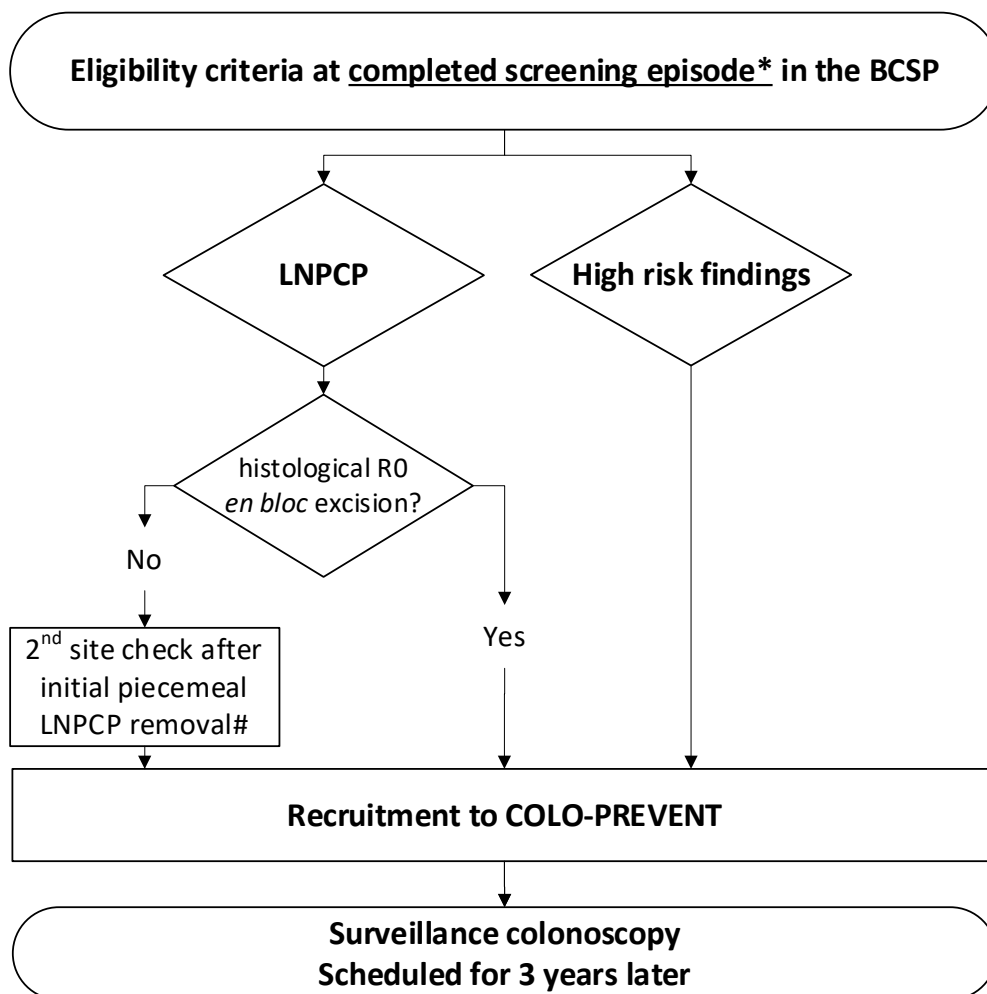 Eligibility criteria at completed screening episode* in the BCSP
LNPCP
High risk findings
histological R0
en bloc excision?
No
Yes
2nd site check after
initial piecemeal
LNPCP removal#
Recruitment to COLO-PREVENT
Surveillance colonoscopy
Scheduled for 3 years later